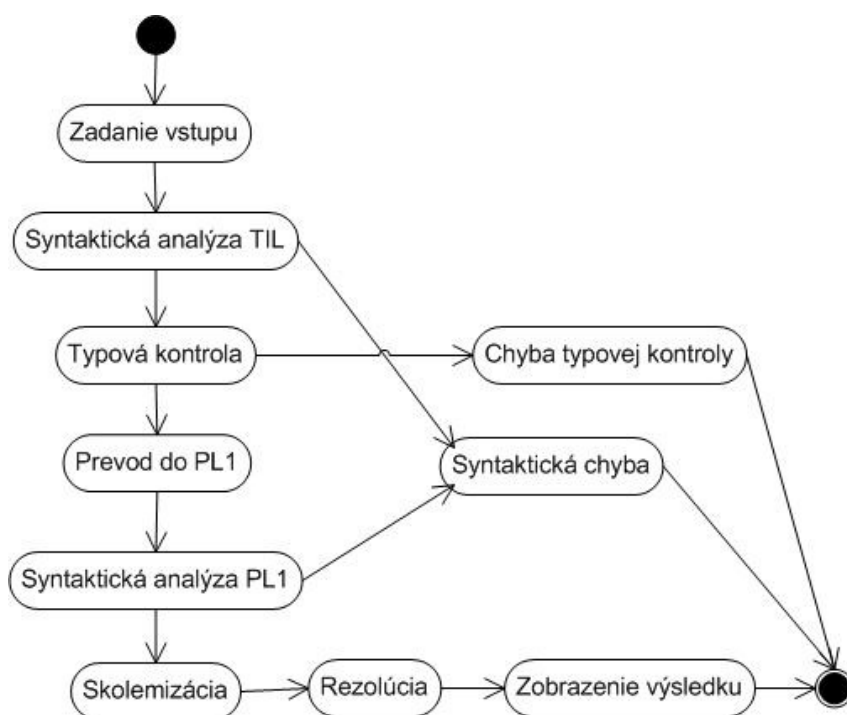 Zadanie vstupu
Syntaktická analýza TIL
Typová kontrola
Chyba typovej kontroly
Prevod do PL1
Syntaktická chyba
Syntaktická analýza PL1
Skolemizácia
Rezolúcia
Zobrazenie výsledku